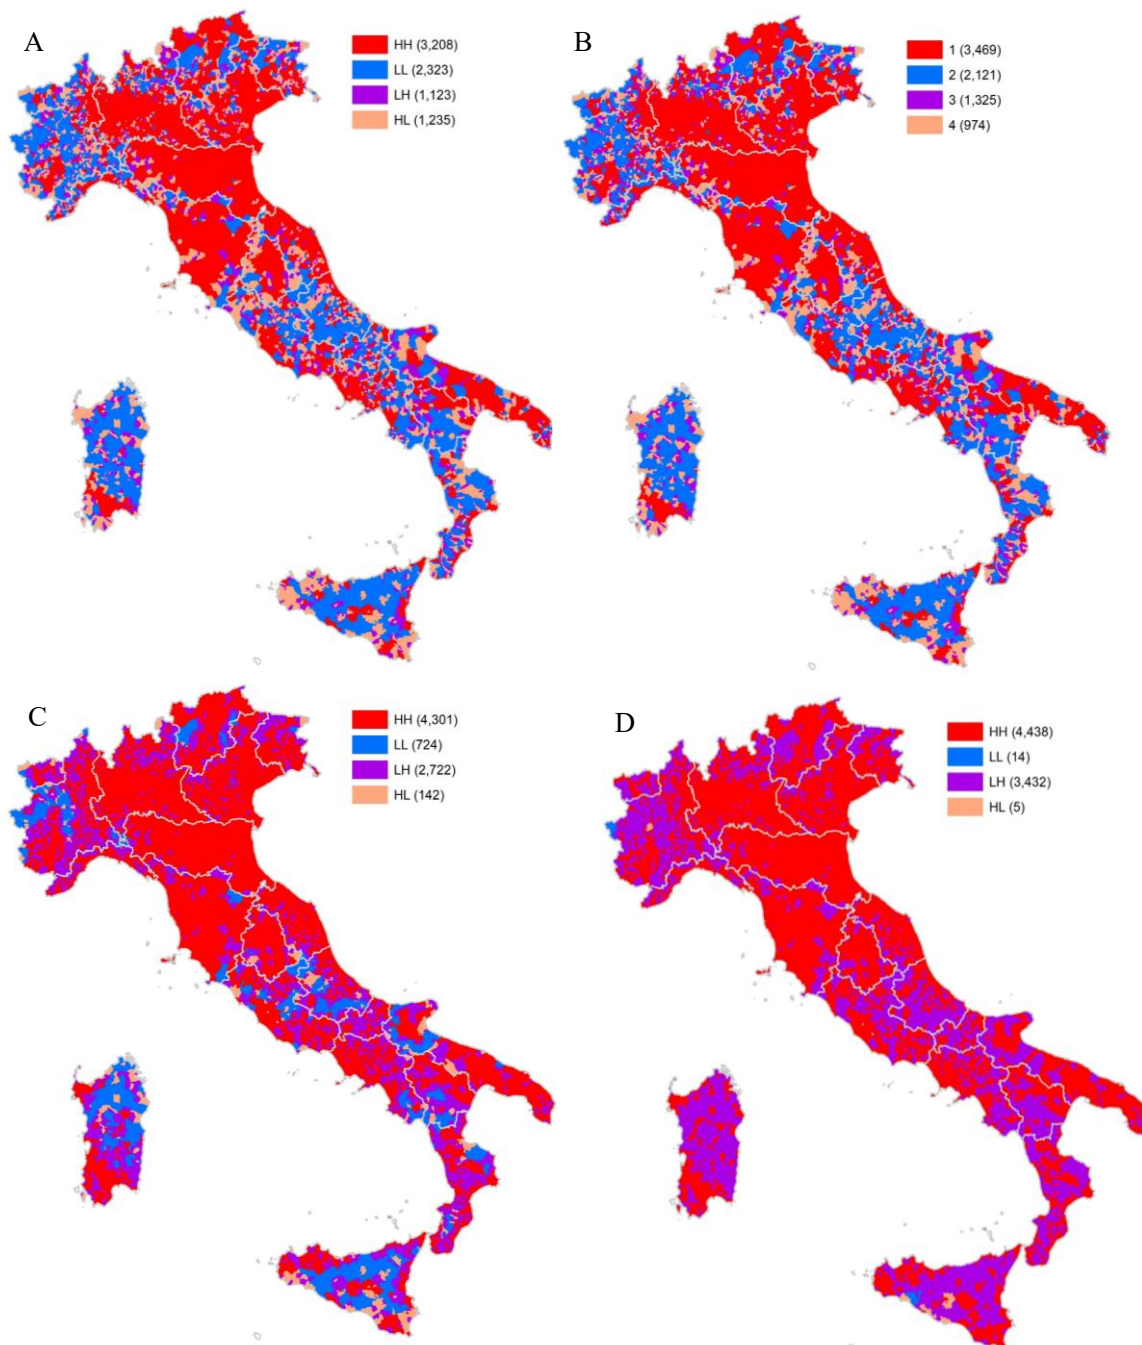 A
HH (3,208)
LL (2,323)
LH (1,123)
HL (1,235)
B
1 (3,469)
2 (2,121)
3 (1,325)
4 (974)
C
HH (4,301)
LL (724)
LH (2,722)
HL (142)
D
HH (4,438)
LL (14)
LH (3,432)
HL (5)